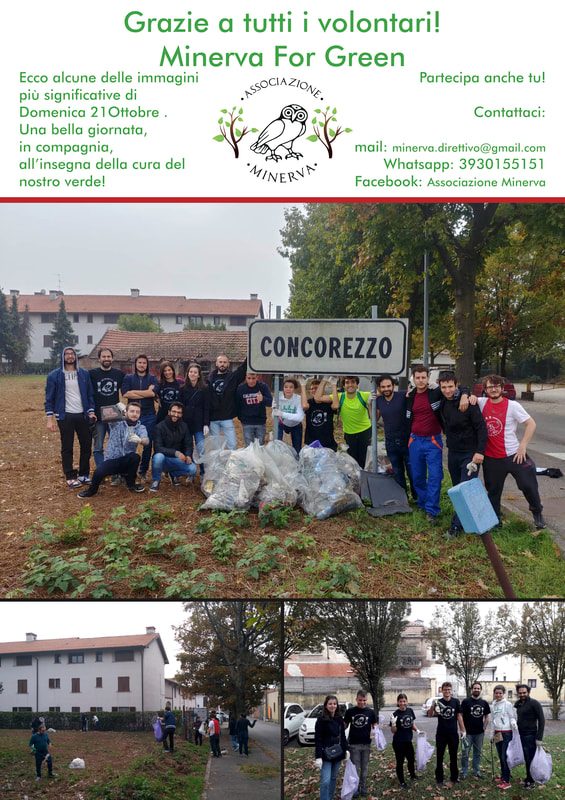 Grazie a tutti i volontari!
Minerva For Green
Ecco alcune delle immagini
più significative di
Domenica 21Ottobre .
Una bella giornata,
in compagnia,
all'insegna della cura del
nostro verde!
• ASSOCIAZIONE •
• MINERVA •
Partecipa anche tu!
Contattaci:
mail: minerva.direttivo@gmail.com
Whatsapp: 3930155151
Facebook: Associazione Minerva
CONCOREZZO